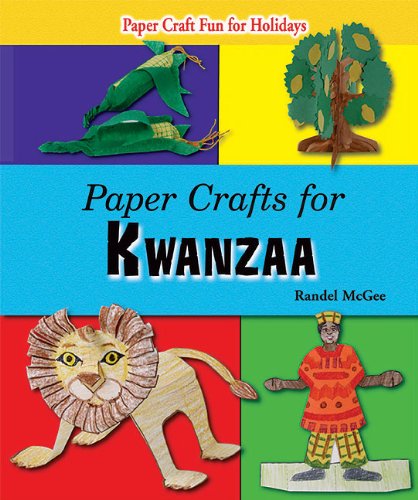 Paper Craft Fun for Holidays
Paper Crafts for
KWANZAA
Randel McGee